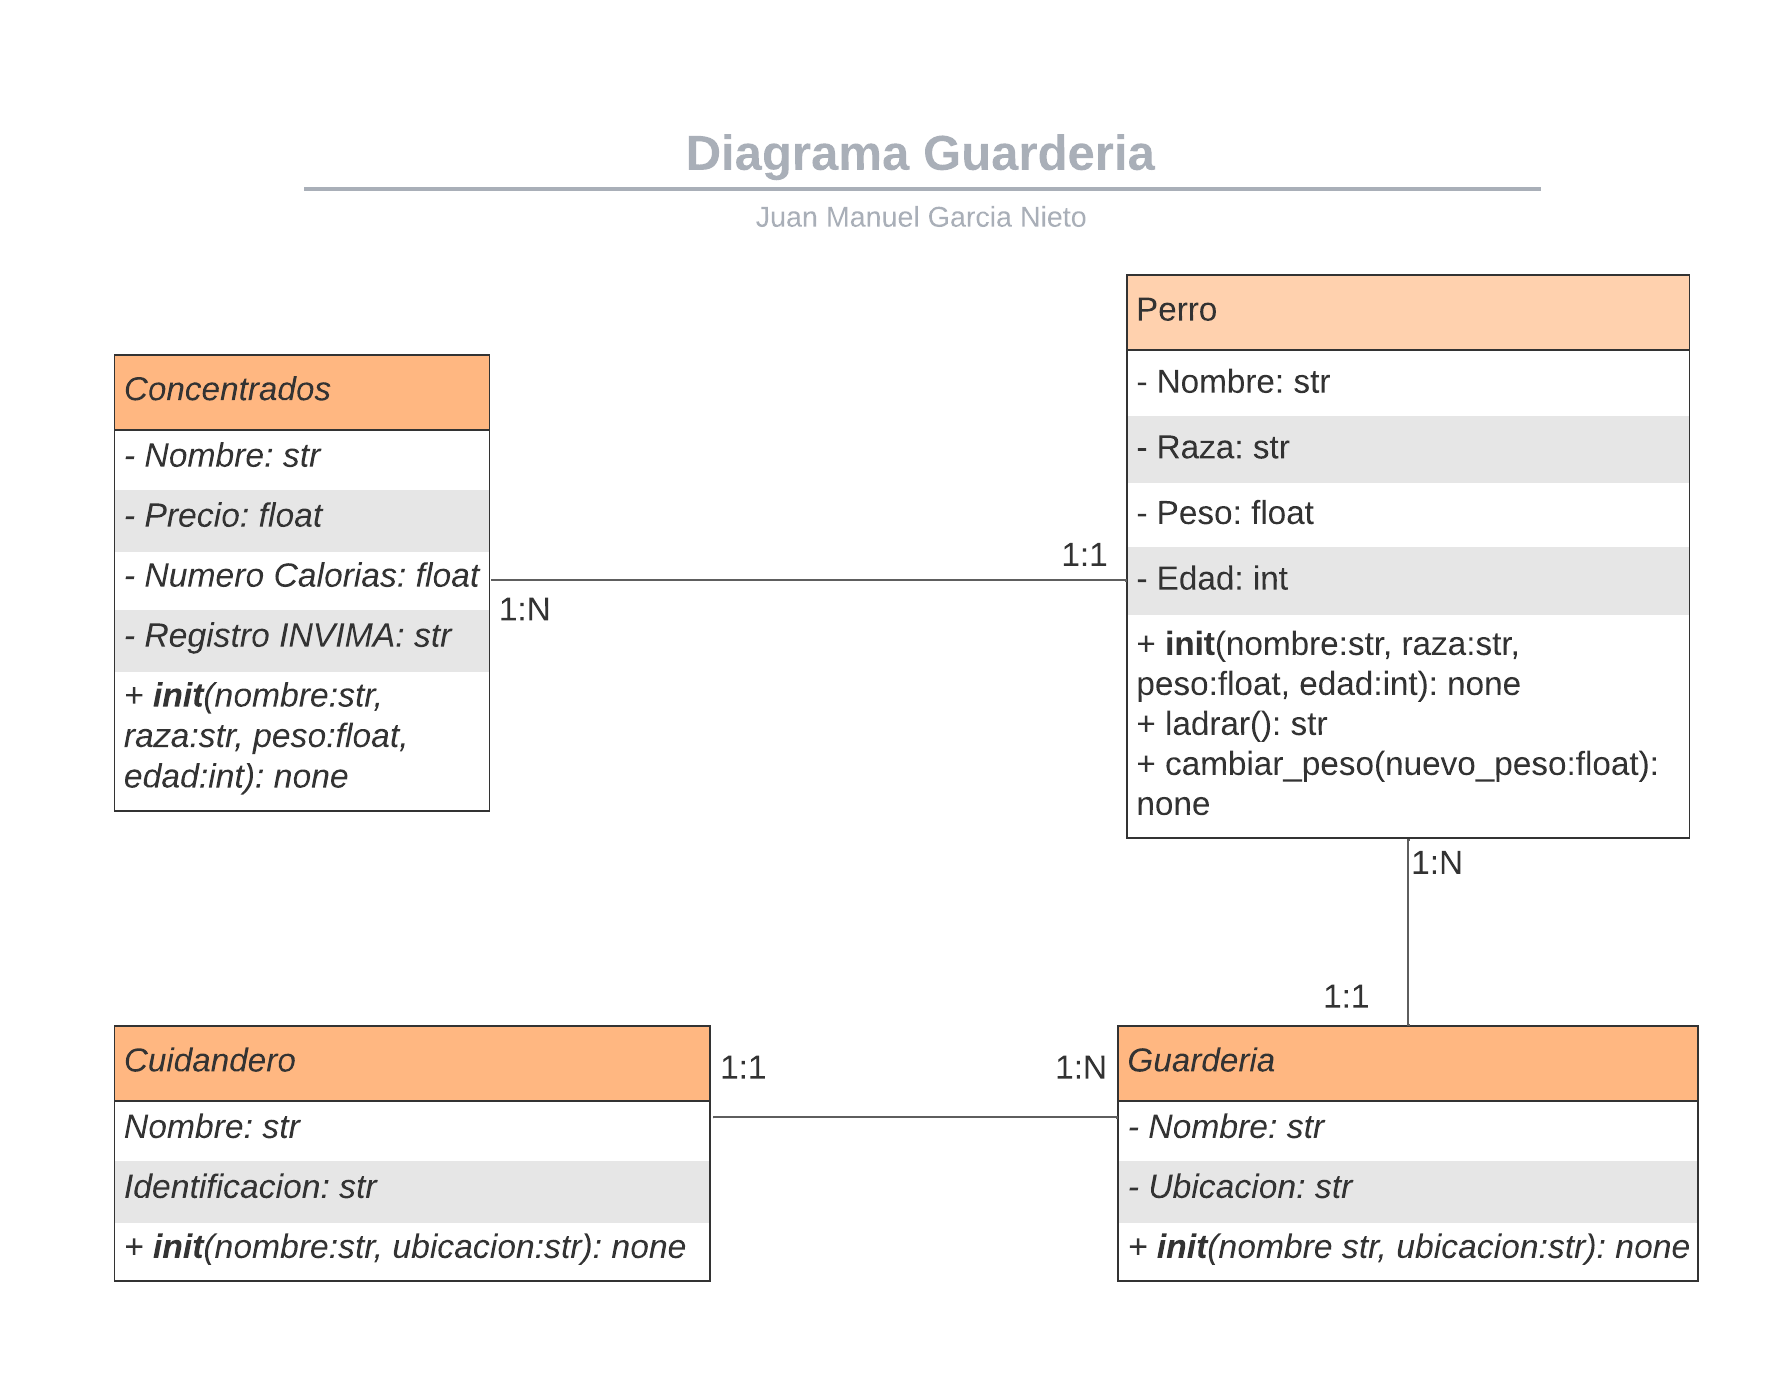 Diagrama Guarderia
Juan Manuel Garcia Nieto
Concentrados
- Nombre: str
- Precio: float
- Numero Calorias: float
- Registro INVIMA: str
+ init(nombre:str,
raza:str, peso:float,
edad:int): none
1:N
1:1
Perro
- Nombre: str
- Raza: str
- Peso: float
- Edad: int
+ init(nombre:str, raza:str,
peso:float, edad:int): none
+ ladrar(): str
+ cambiar_peso(nuevo_peso:float):
none
1:N
1:1
Cuidandero
Nombre: str
Identificacion: str
+ init(nombre:str, ubicacion:str): none
1:1
1:N
Guarderia
- Nombre: str
- Ubicacion: str
+ init(nombre str, ubicacion:str): none